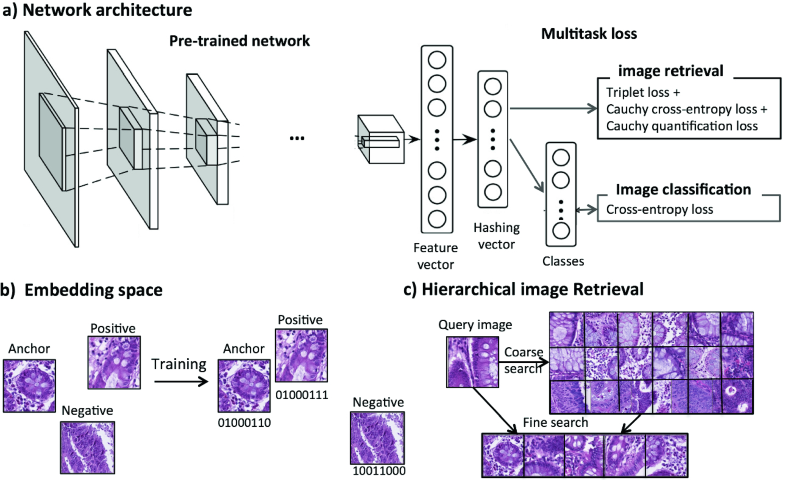 a) Network architecture
Pre-trained network
...
Multitask loss
image retrieval
Triplet loss +
Cauchy cross-entropy loss +
Cauchy quantification loss
Image classification
Cross-entropy loss
Feature
vector
Hashing
vector
Classes
b) Embedding space
Anchor
Positive
Negative
Training
Anchor
01000110
Positive
01000111
Negative
10011000
c) Hierarchical image Retrieval
Query image
Coarse
search
Fine search